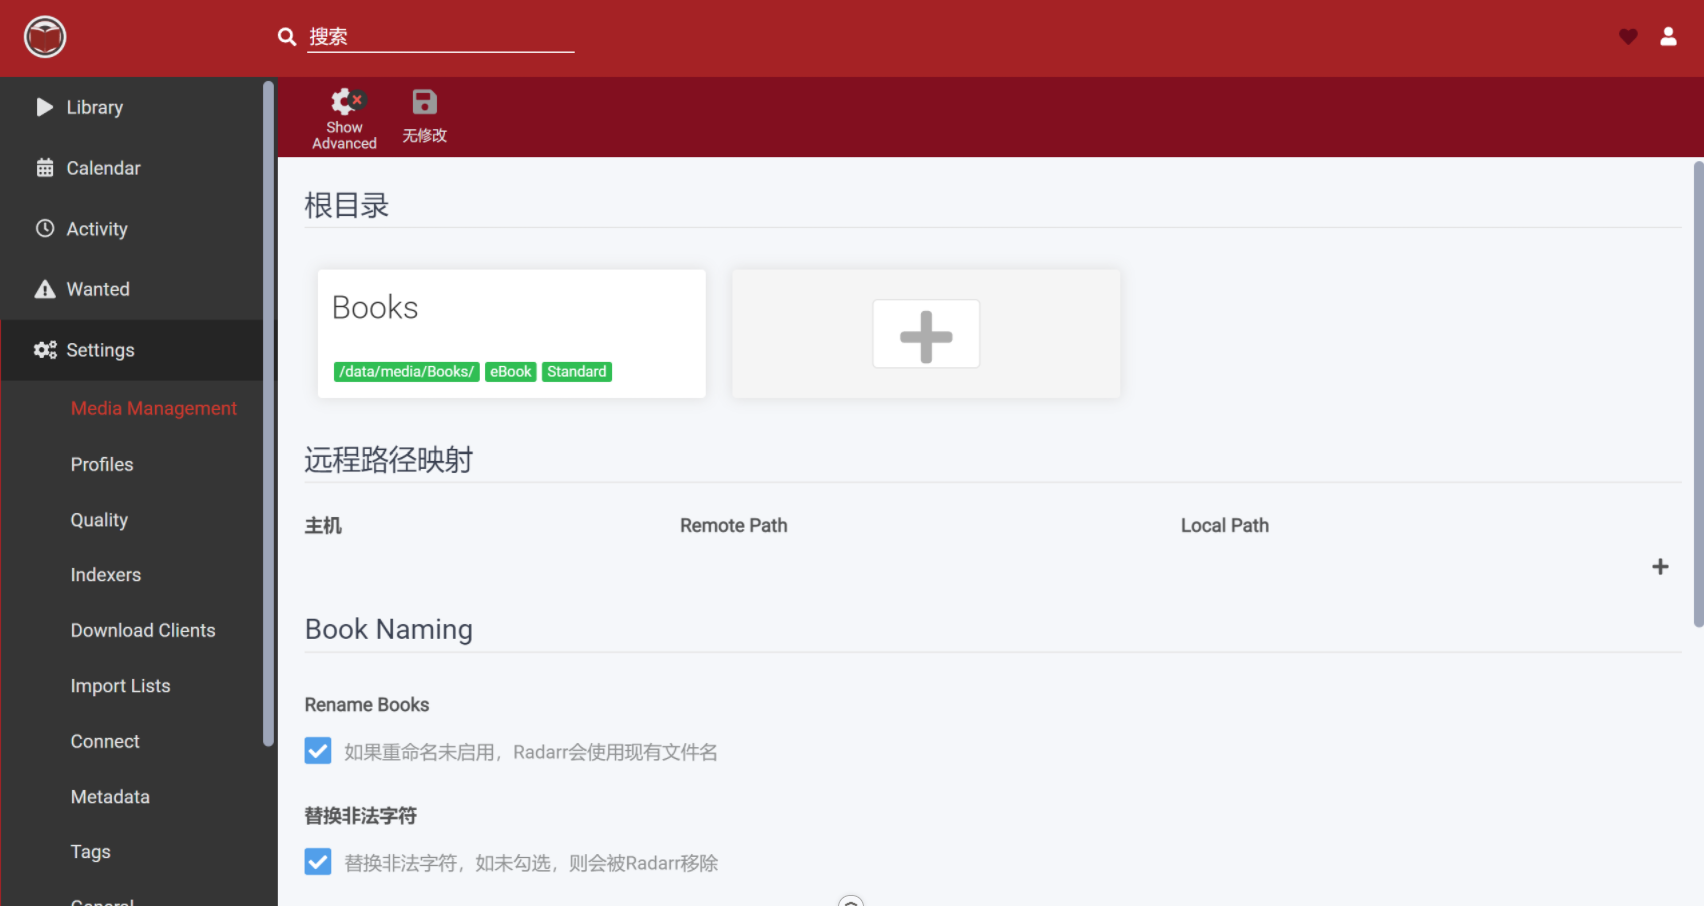 搜索
Library
Calendar
Activity
Wanted
Settings
Media Management
Profiles
Quality
Indexers
Download Clients
Import Lists
Connect
Metadata
Tags
General
Show
Advanced
无修改
根目录
Books
/data/media/Books/ eBook Standard
远程路径映射
主机 Remote Path Local Path
Book Naming
Rename Books
如果重命名未启用，Radarr会使用现有文件名
替换非法字符
替换非法字符，如未勾选，则会被Radarr移除